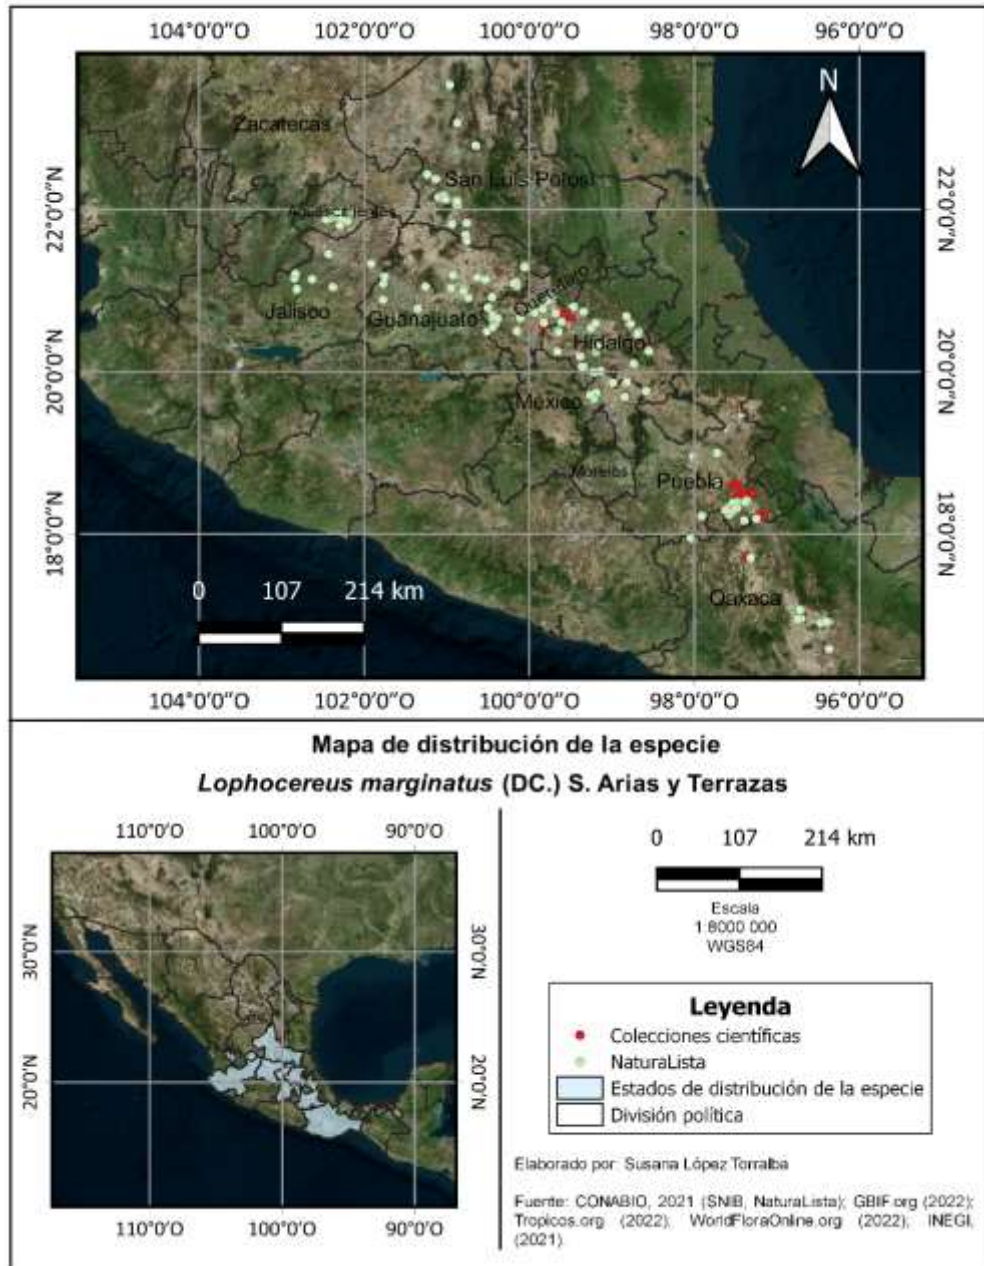 104°0'0"O 102°0'0"O 100°0'0"O 98°0'0"O 96°0'0"O
N
Zacatecas
San Luis Potosí
22°0'0"N 22°0'0"N
Aguascalientes
Querétaro
Jalisco
Guanajuato
Hidalgo
20°0'0"N 20°0'0"N
México
Morelos
Puebla
18°0'0"N 18°0'0"N
0 107 214 km
Oaxaca
104°0'0"O 102°0'0"O 100°0'0"O 98°0'0"O 96°0'0"O
Mapa de distribución de la especie
Lophocereus marginatus (DC.) S. Arias y Terrazas
110°0'O 100°0'O 90°0'O
30°0'N 30°0'N
20°0'N 20°0'N
110°0'O 100°0'O 90°0'O
0 107 214 km
Escala
1:8000 000
WGS84
Leyenda
Colecciones científicas
NaturaLista
Estados de distribución de la especie
División política
Elaborado por: Susana López Torralba
Fuente: CONABIO, 2021 (SNIB, NaturaLista); GBIF.org (2022);
Tropicos.org (2022); WorldFloraOnline.org (2022); INEGI,
(2021)